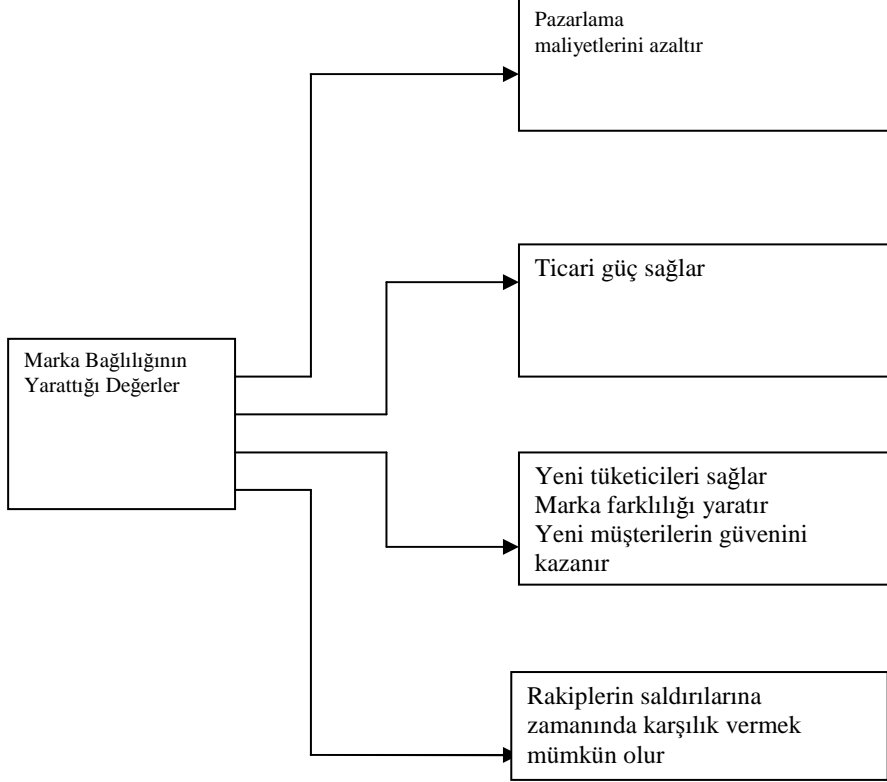 Pazarlama
maliyetlerini azaltır
Ticari güç sağlar
Marka Bağlılığının
Yarattığı Değerler
Yeni tüketicileri sağlar
Marka farklılığı yaratır
Yeni müşterilerin güvenini
kazanır
Rakiplerin saldırılarına
zamanında karşılık vermek
mümkün olur